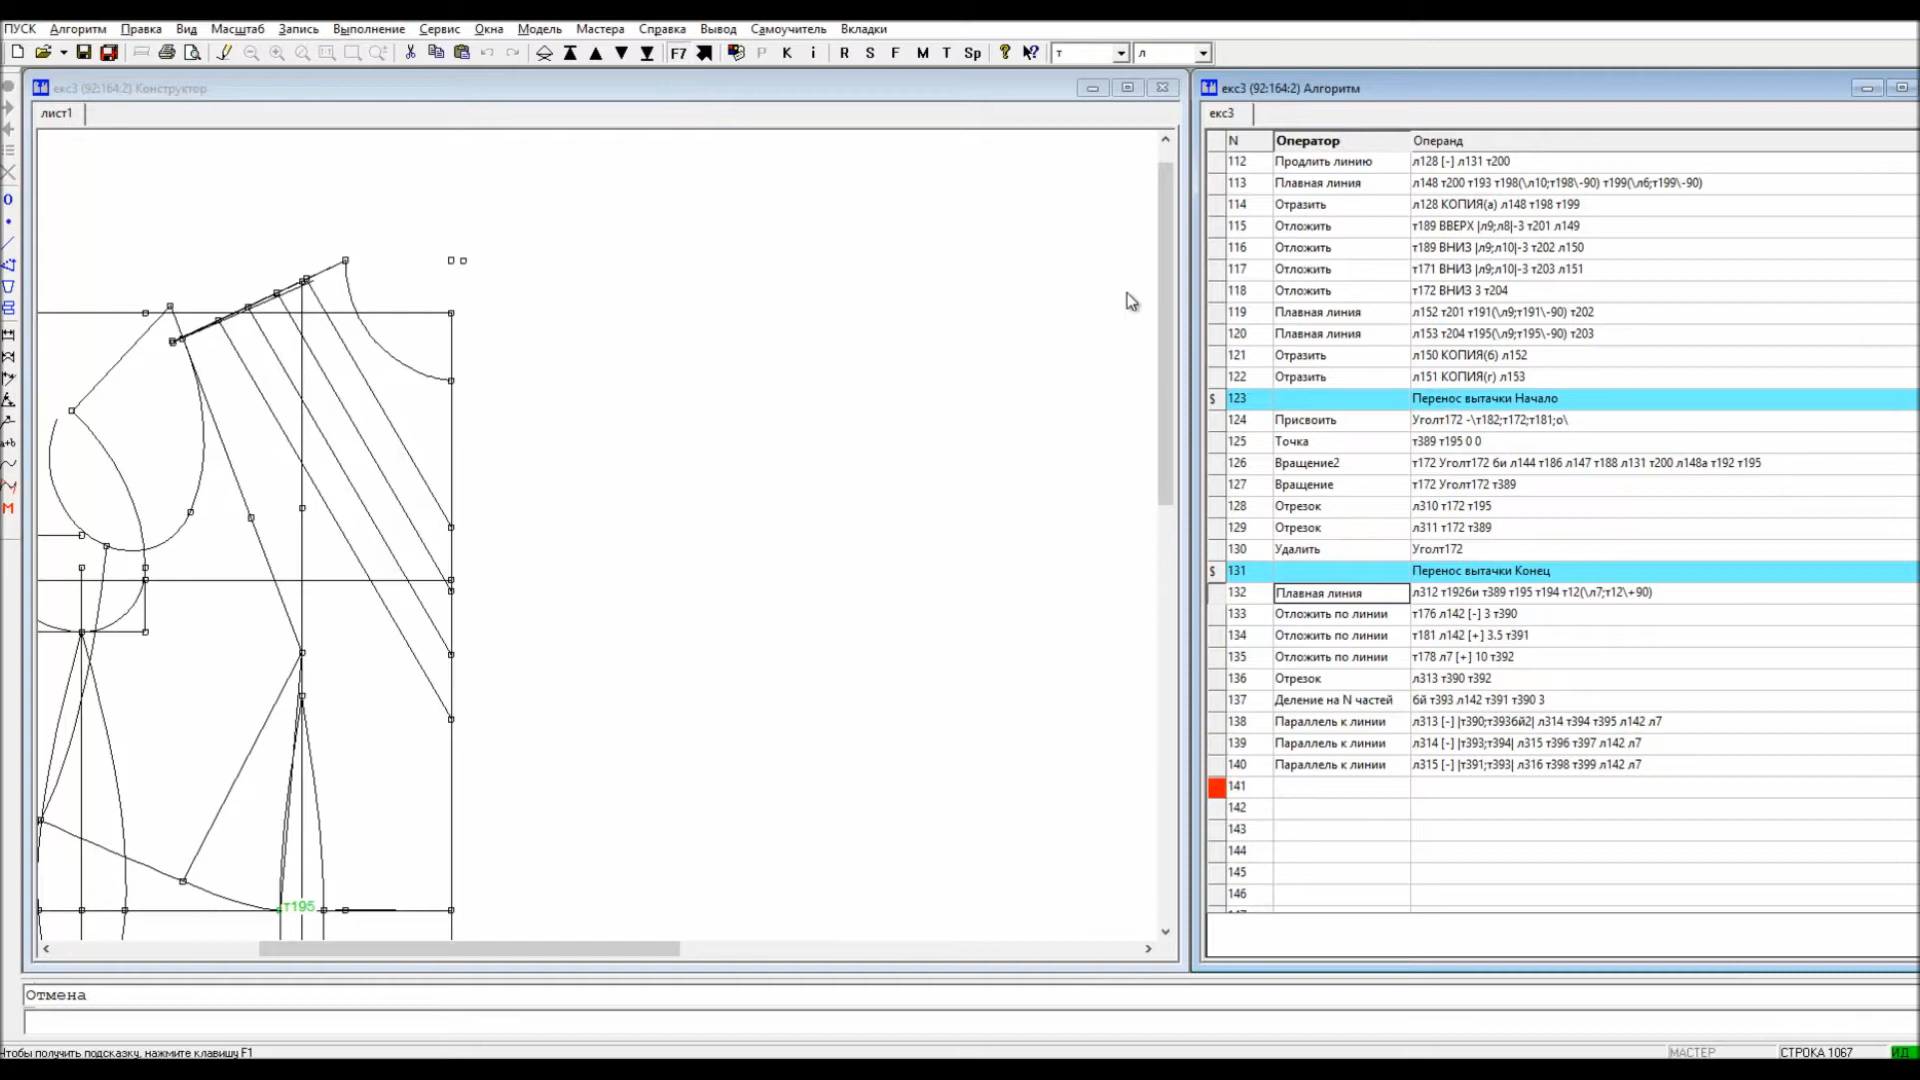 ПУСК Алгоритм Правка Вид Масштаб Запись Выполнение Сервис Окна Модель Мастера Справка Вывод Самоучитель Вкладки
F7 P K i R S F M T Sp т л
екс3 (92:164:2) Конструктор
лист1
т195
екс3 (92:164:2) Алгоритм
екс3
N Оператор Операнд
112 Продлить линию л128 [-] л131 т200
113 Плавная линия л148 т200 т193 т198(\л10;т198\-90) т199(\л6;т199\-90)
114 Отразить л128 КОПИЯ(а) л148 т198 т199
115 Отложить т189 ВВЕРХ |л9;л8|-3 т201 л149
116 Отложить т189 ВНИЗ |л9;л10|-3 т202 л150
117 Отложить т171 ВНИЗ |л9;л10|-3 т203 л151
118 Отложить т172 ВНИЗ 3 т204
119 Плавная линия л152 т201 т191(\л9;т191\-90) т202
120 Плавная линия л153 т204 т195(\л9;т195\-90) т203
121 Отразить л150 КОПИЯ(б) л152
122 Отразить л151 КОПИЯ(г) л153
$ 123 Перенос вытачки Начало
124 Присвоить Уголт172 -\т182;т172;т181;о\
125 Точка т389 т195 0 0
126 Вращение2 т172 Уголт172 би л144 т186 л147 т188 л131 т200 л148а т192 т195
127 Вращение т172 Уголт172 т389
128 Отрезок л310 т172 т195
129 Отрезок л311 т172 т389
130 Удалить Уголт172
$ 131 Перенос вытачки Конец
132 Плавная линия л312 т192би т389 т195 т194 т12(\л7;т12\+90)
133 Отложить по линии т176 л142 [-] 3 т390
134 Отложить по линии т181 л142 [+] 3.5 т391
135 Отложить по линии т178 л7 [+] 10 т392
136 Отрезок л313 т390 т392
137 Деление на N частей бй т393 л142 т391 т390 3
138 Параллель к линии л313 [-] |т390;т393бй2| л314 т394 т395 л142 л7
139 Параллель к линии л314 [-] |т393;т394| л315 т396 т397 л142 л7
140 Параллель к линии л315 [-] |т391;т393| л316 т398 т399 л142 л7
141
142
143
144
145
146
Отмена
Чтобы получить подсказку, нажмите клавишу F1
МАСТЕР СТРОКА 1067 ИД